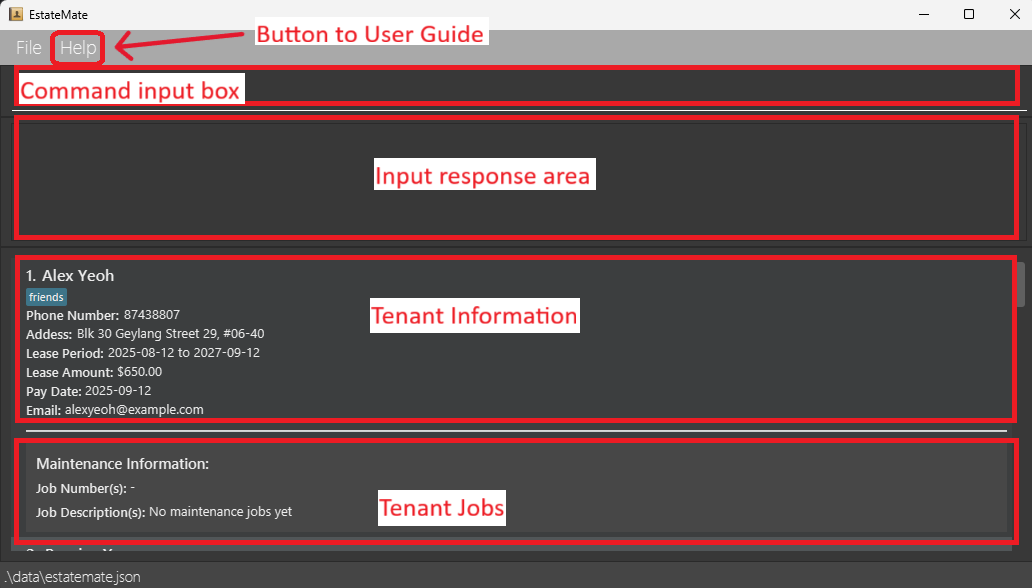 EstateMate
File Help
Button to User Guide
Command input box
Input response area
1. Alex Yeoh
friends
Phone Number: 87438807
Addess: Blk 30 Geylang Street 29, #06-40
Lease Period: 2025-08-12 to 2027-09-12
Lease Amount: $650.00
Pay Date: 2025-09-12
Email: alexyeoh@example.com
Tenant Information
Maintenance Information:
Job Number(s): -
Job Description(s): No maintenance jobs yet
Tenant Jobs
.\data\estatemate.json